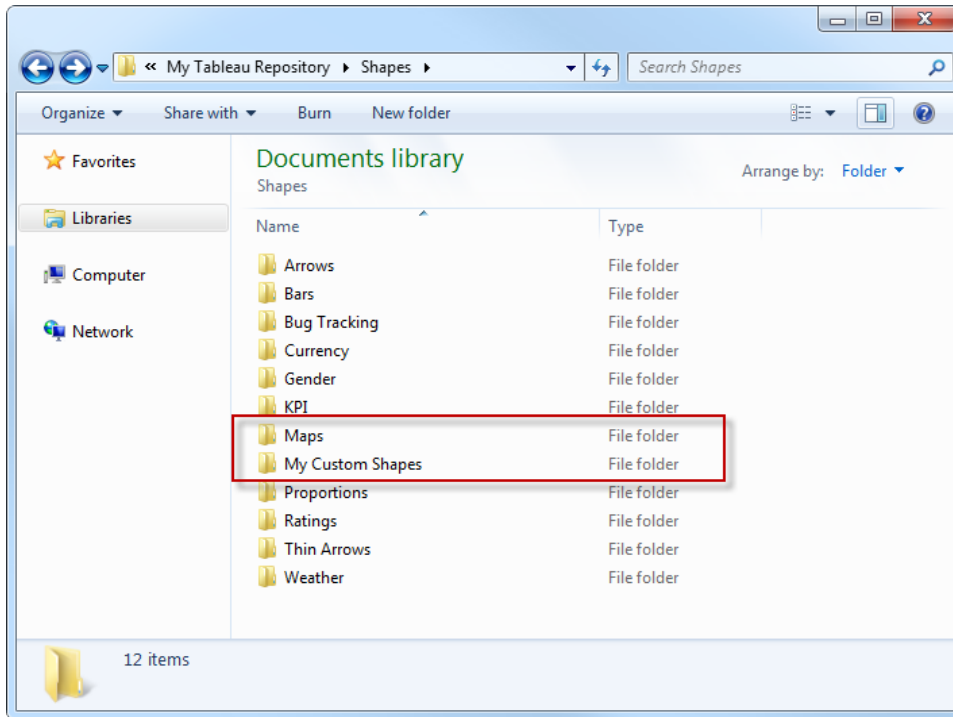 « My Tableau Repository Shapes Search Shapes
Organize Share with Burn New folder
Favorites
Libraries
Computer
Network
Documents library
Shapes
Arrange by: Folder
Name Type
Arrows File folder
Bars File folder
Bug Tracking File folder
Currency File folder
Gender File folder
KPI File folder
Maps File folder
My Custom Shapes File folder
Proportions File folder
Ratings File folder
Thin Arrows File folder
Weather File folder
12 items